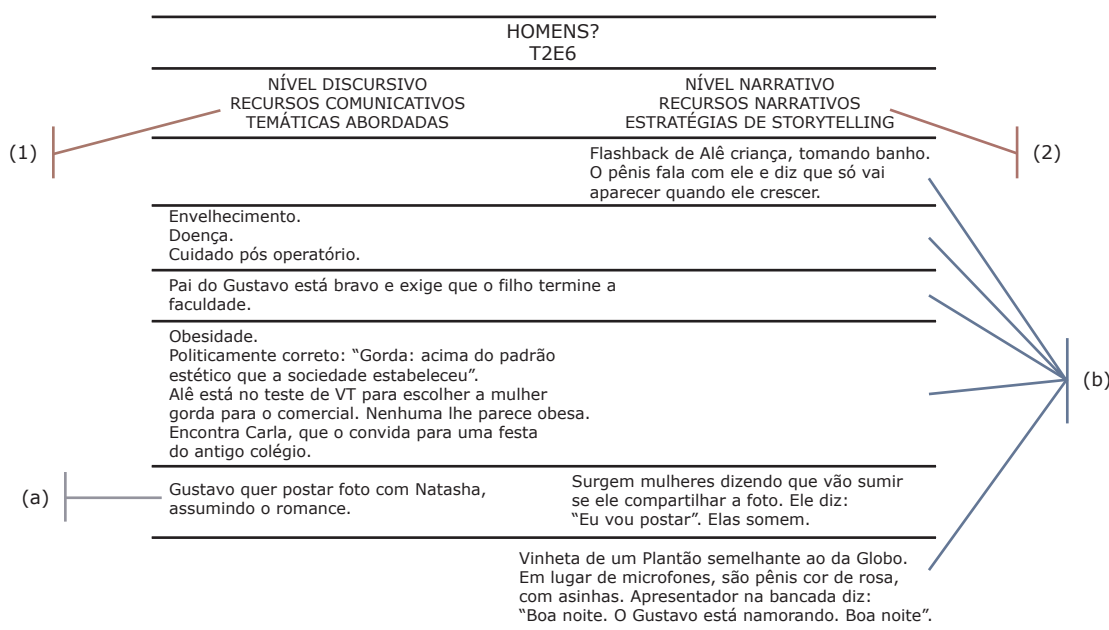 HOMENS?
T2E6
NÍVEL DISCURSIVO
RECURSOS COMUNICATIVOS
TEMÁTICAS ABORDADAS
NÍVEL NARRATIVO
RECURSOS NARRATIVOS
ESTRATÉGIAS DE STORYTELLING
(1)
(2)
Flashback de Alê criança, tomando banho.
O pênis fala com ele e diz que só vai
aparecer quando ele crescer.
Envelhecimento.
Doença.
Cuidado pós operatório.
Pai do Gustavo está bravo e exige que o filho termine a
faculdade.
Obesidade.
Politicamente correto: “Gorda: acima do padrão
estético que a sociedade estabeleceu”.
Alê está no teste de VT para escolher a mulher
gorda para o comercial. Nenhuma lhe parece obesa.
Encontra Carla, que o convida para uma festa
do antigo colégio.
(b)
(a)
Gustavo quer postar foto com Natasha,
assumindo o romance.
Surgem mulheres dizendo que vão sumir
se ele compartilhar a foto. Ele diz:
“Eu vou postar”. Elas somem.
Vinheta de um Plantão semelhante ao da Globo.
Em lugar de microfones, são pênis cor de rosa,
com asinhas. Apresentador na bancada diz:
“Boa noite. O Gustavo está namorando. Boa noite”.